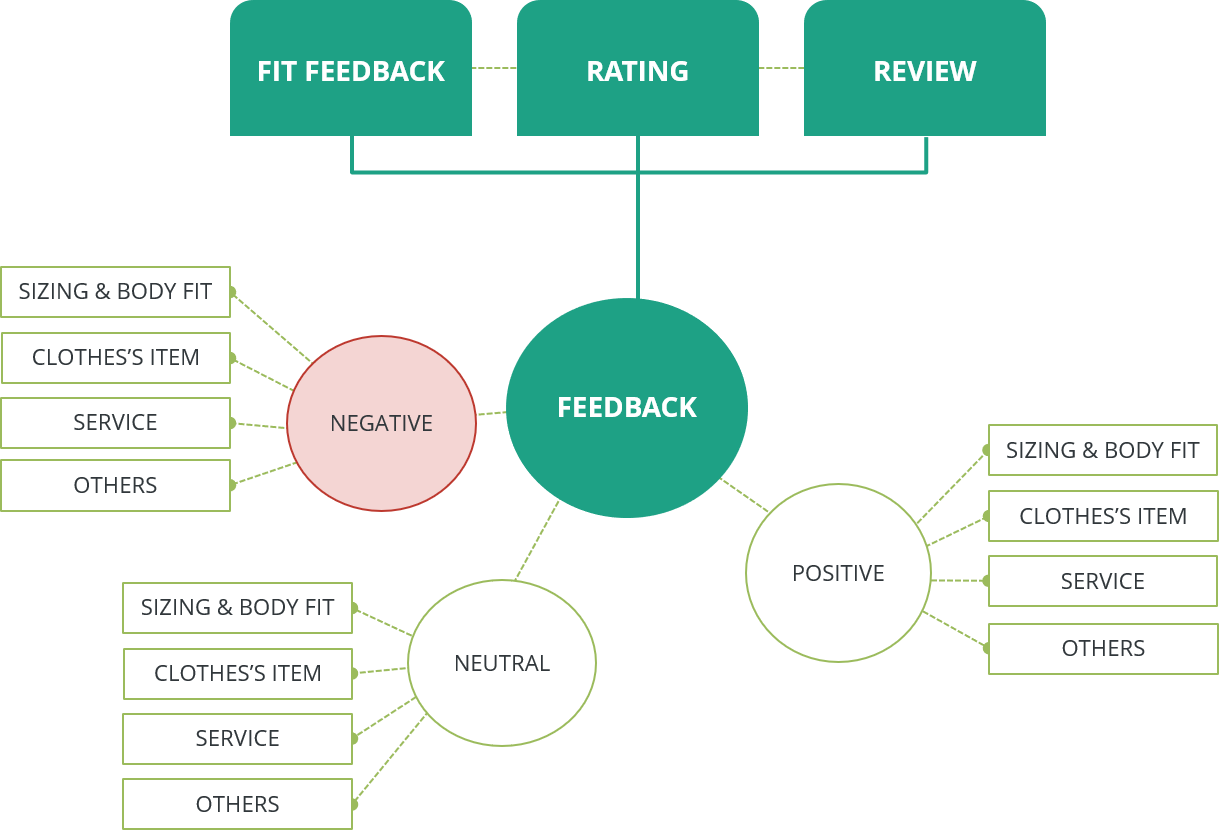 FIT FEEDBACK
RATING
REVIEW
FEEDBACK
NEGATIVE
SIZING & BODY FIT
CLOTHES’S ITEM
SERVICE
OTHERS
NEUTRAL
SIZING & BODY FIT
CLOTHES’S ITEM
SERVICE
OTHERS
POSITIVE
SIZING & BODY FIT
CLOTHES’S ITEM
SERVICE
OTHERS